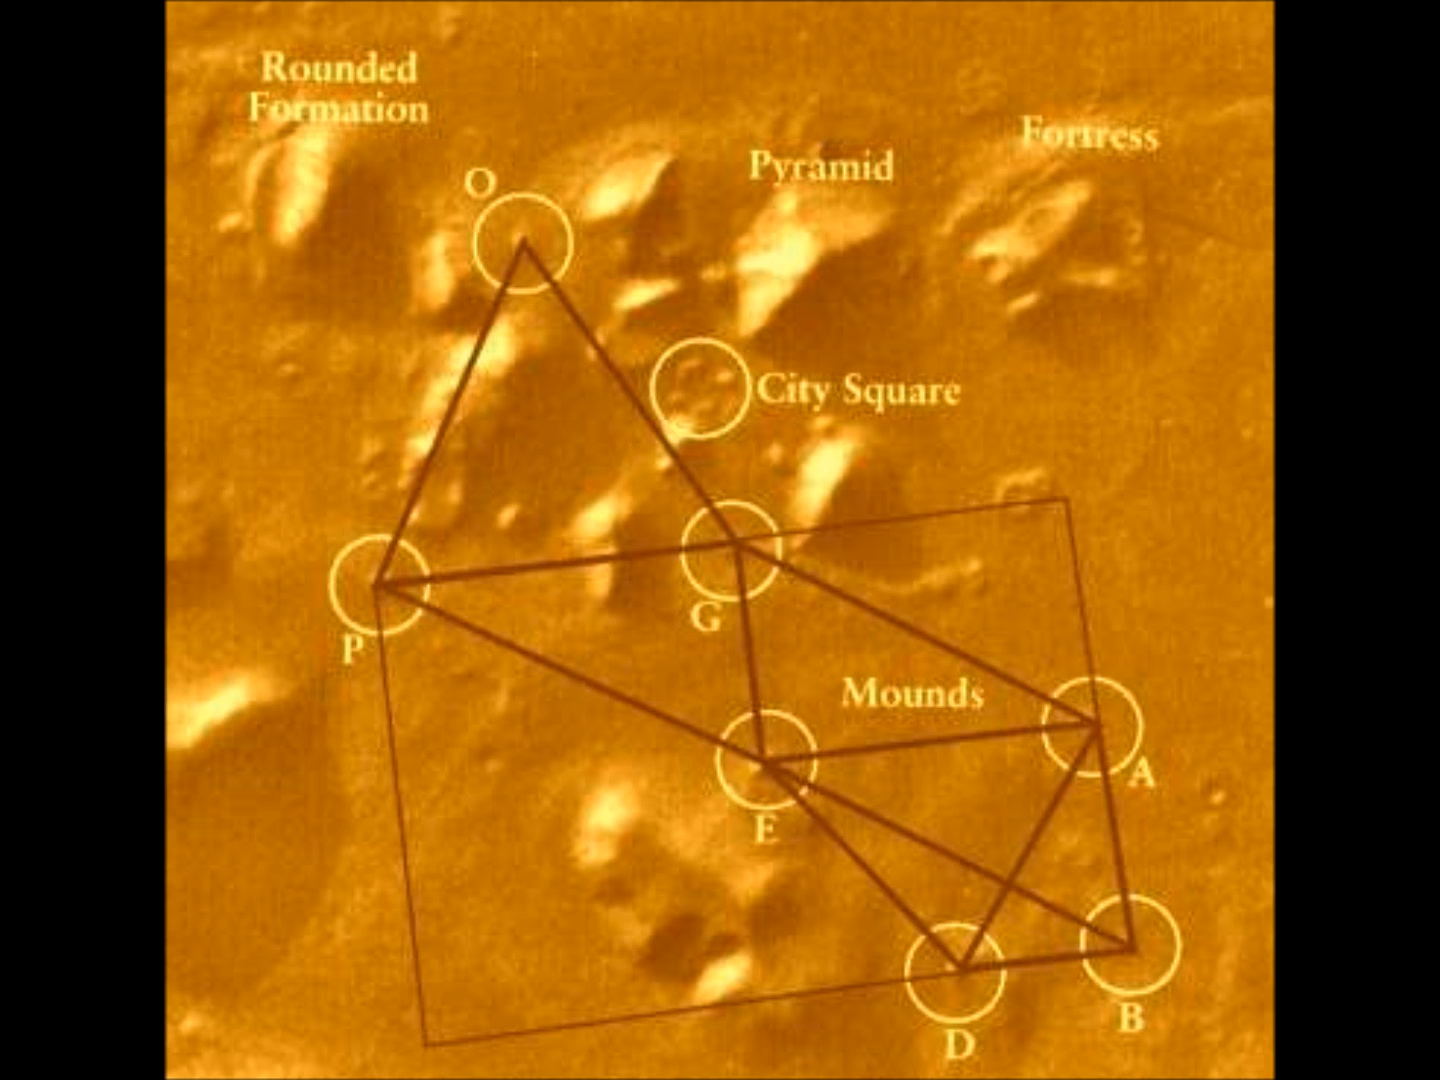 Rounded
Formation
Fortress
Pyramid
O
City Square
G
P
Mounds
A
E
B
D